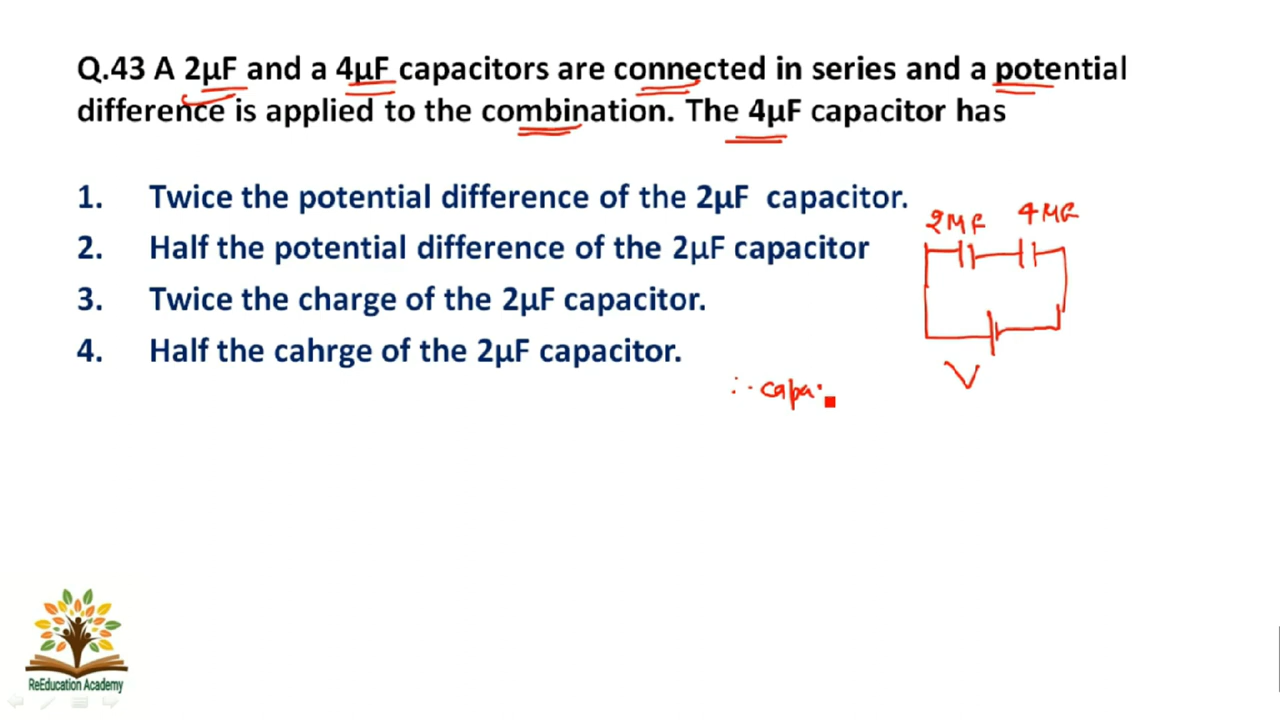 Q.43 A 2µF and a 4µF capacitors are connected in series and a potential
difference is applied to the combination. The 4µF capacitor has
1. Twice the potential difference of the 2µF capacitor.
2. Half the potential difference of the 2µF capacitor
3. Twice the charge of the 2µF capacitor.
4. Half the cahrge of the 2µF capacitor.
2MF 4MF
V
∴ capa
ReEducation Academy